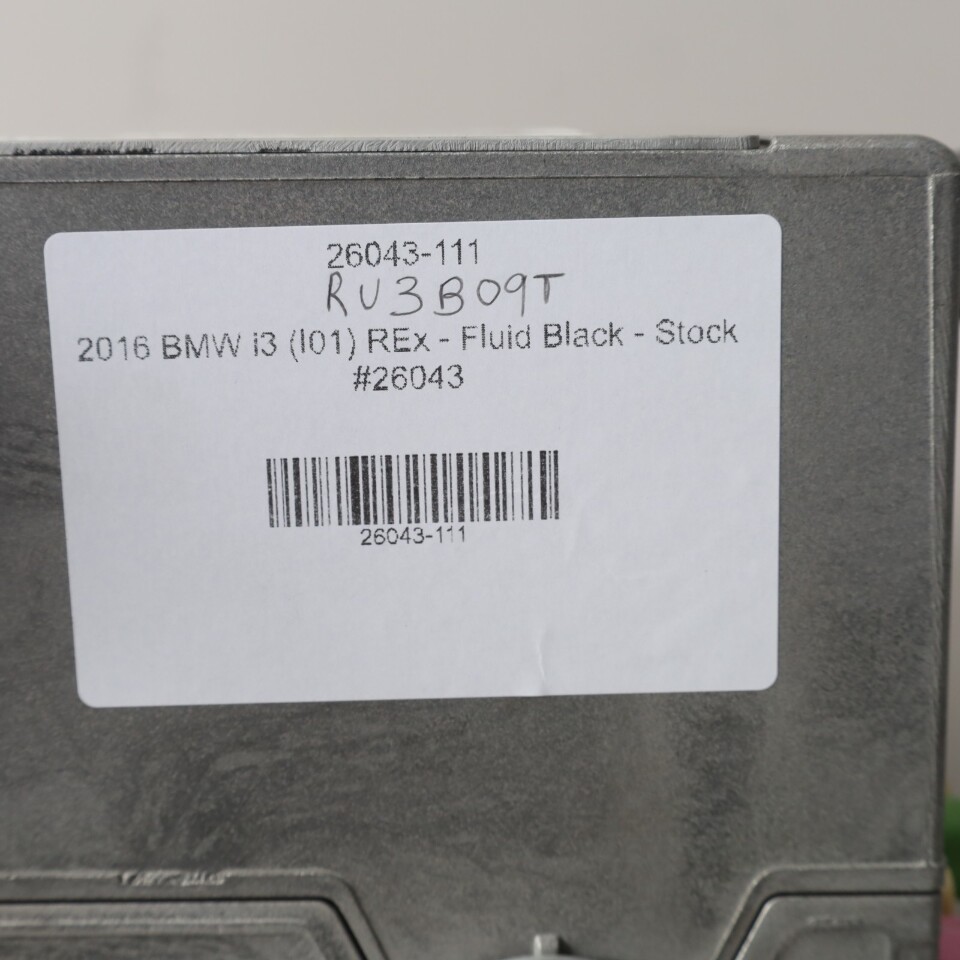 26043-111
RU3B09T
2016 BMW i3 (I01) REx - Fluid Black - Stock
#26043
26043-111